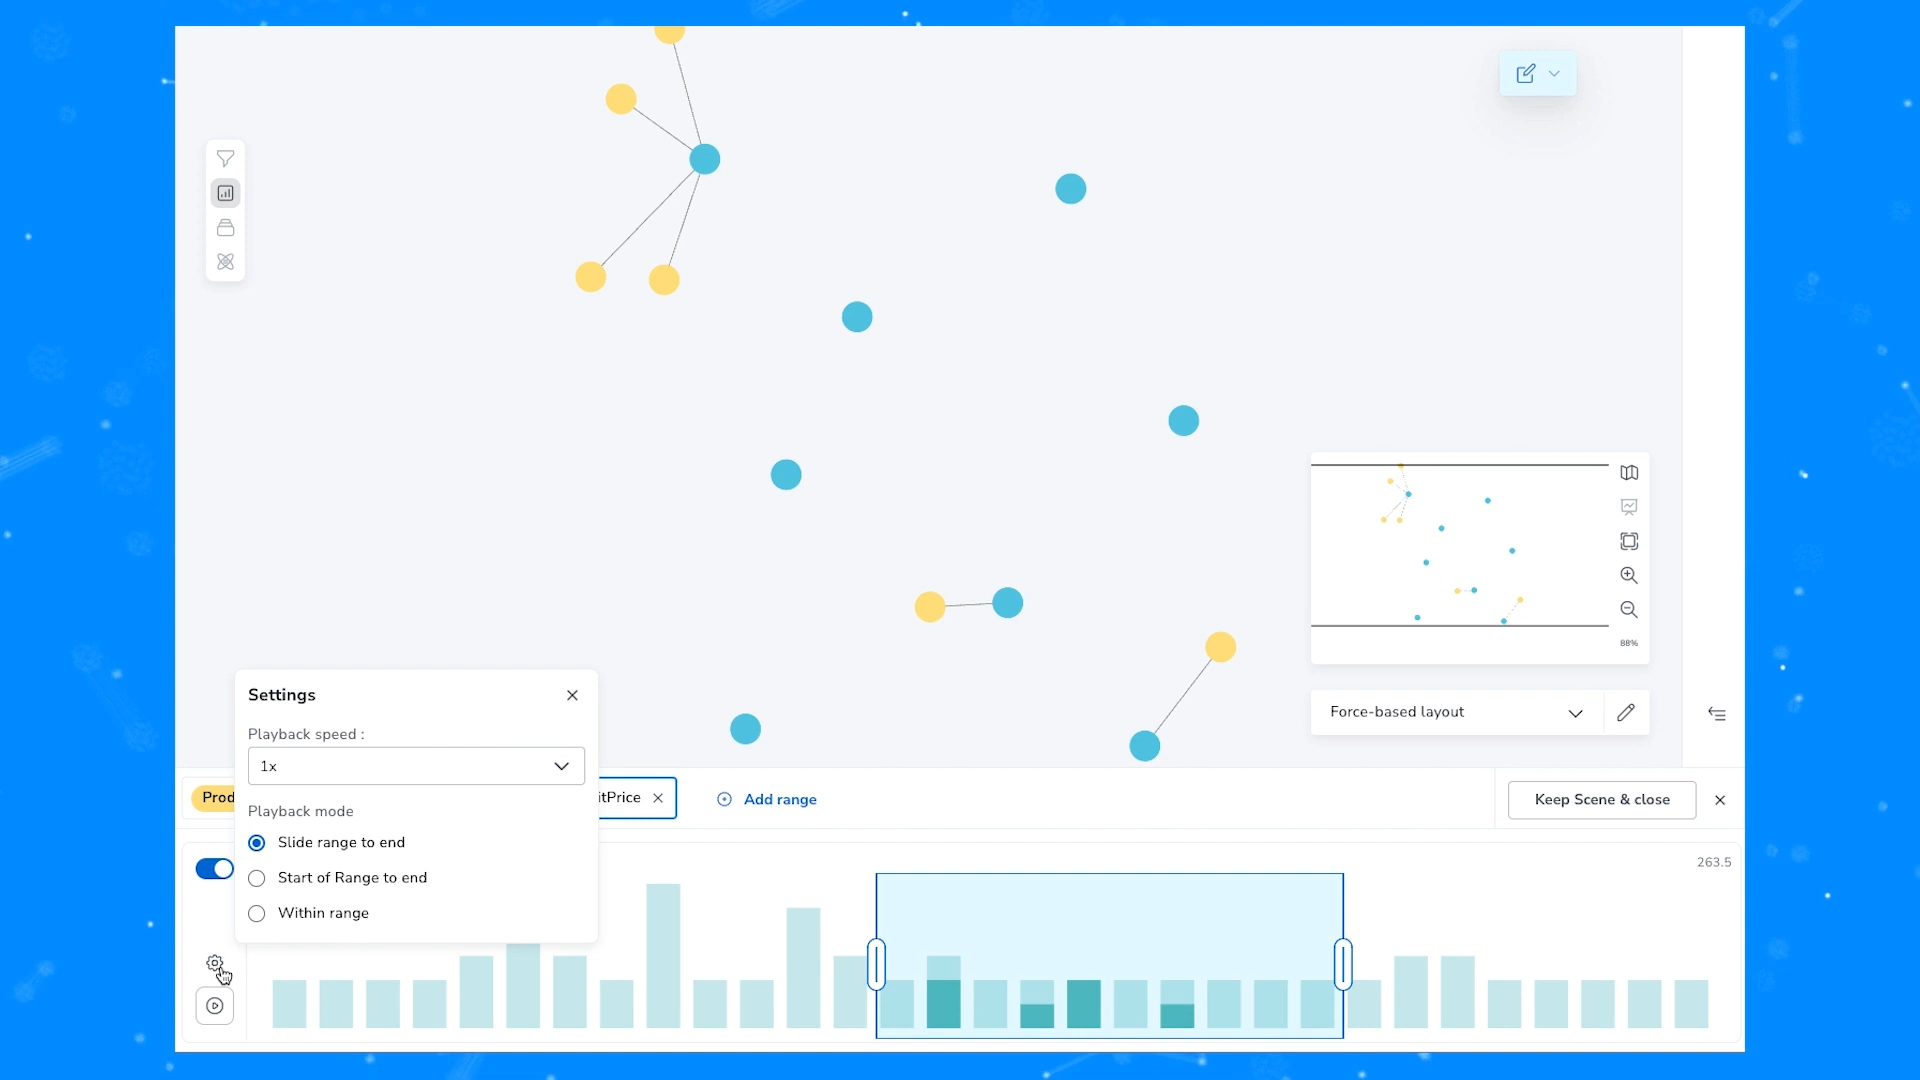 88%
Force-based layout
Settings
Playback speed :
1x
Playback mode
Slide range to end
Start of Range to end
Within range
Prod
itPrice
Add range
Keep Scene & close
263.5